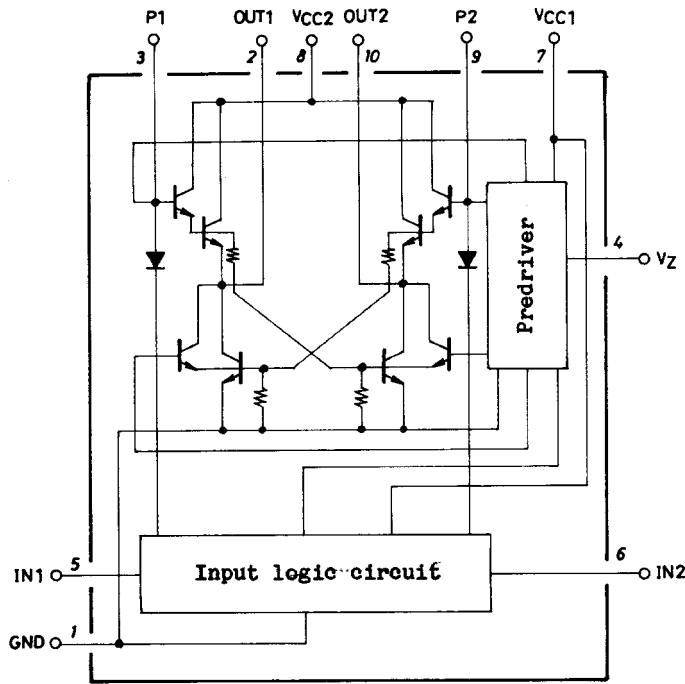 P1 OUT1 VCC2 OUT2 P2 VCC1
3 2 8 10 9 7
Predriver
4
VZ
5
IN1
Input logic circuit
6
IN2
1
GND